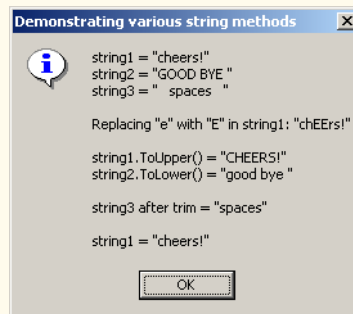 Demonstrating various string methods
string1 = "cheers!"
string2 = "GOOD BYE "
string3 = "   spaces   "
Replacing "e" with "E" in string1: "chEErs!"
string1.ToUpper() = "CHEERS!"
string2.ToLower() = "good bye "
string3 after trim = "spaces"
string1 = "cheers!"
OK